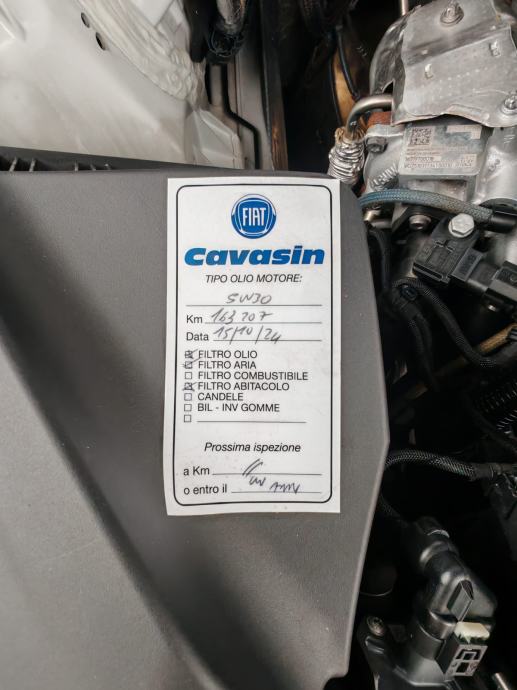 FIAT
Cavasin
TIPO OLIO MOTORE:
5W30
Km 163 207
Data 15/10/24
FILTRO OLIO
FILTRO ARIA
FILTRO COMBUSTIBILE
FILTRO ABITACOLO
CANDELE
BIL - INV GOMME
Prossima ispezione
a Km
o entro il